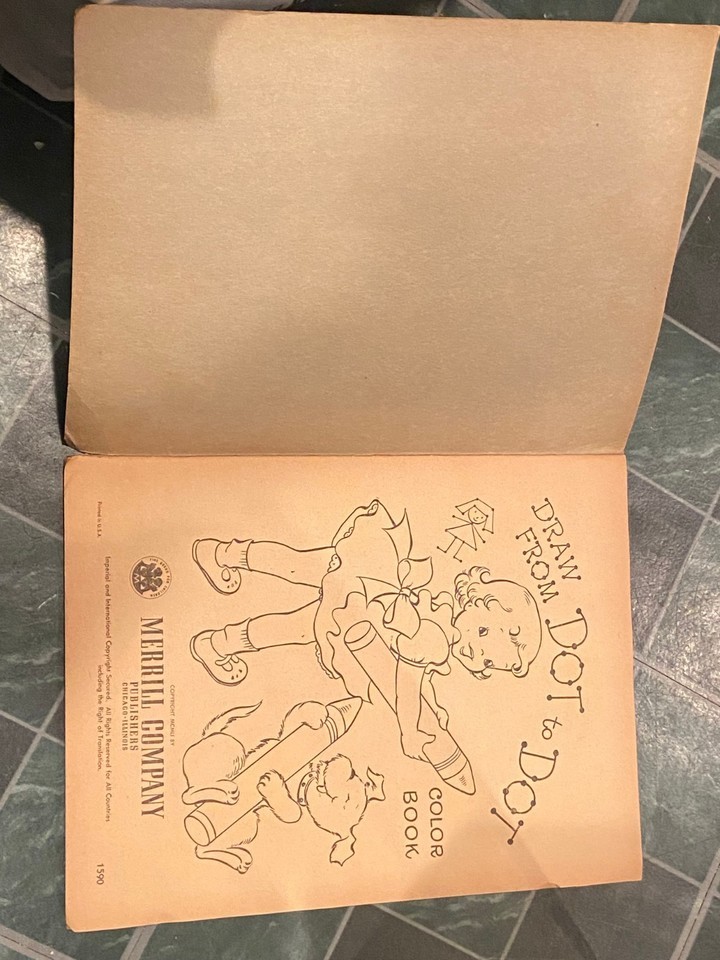 DRAW
FROM DOT to DOT
COLOR
BOOK
COPYRIGHT MCMLI BY
MERRILL COMPANY
PUBLISHERS
CHICAGO-ILLINOIS
Imperial and International Copyright Secured. All Rights Reserved for All Countries
including the Right of Translation.
Printed in U.S.A.
1590